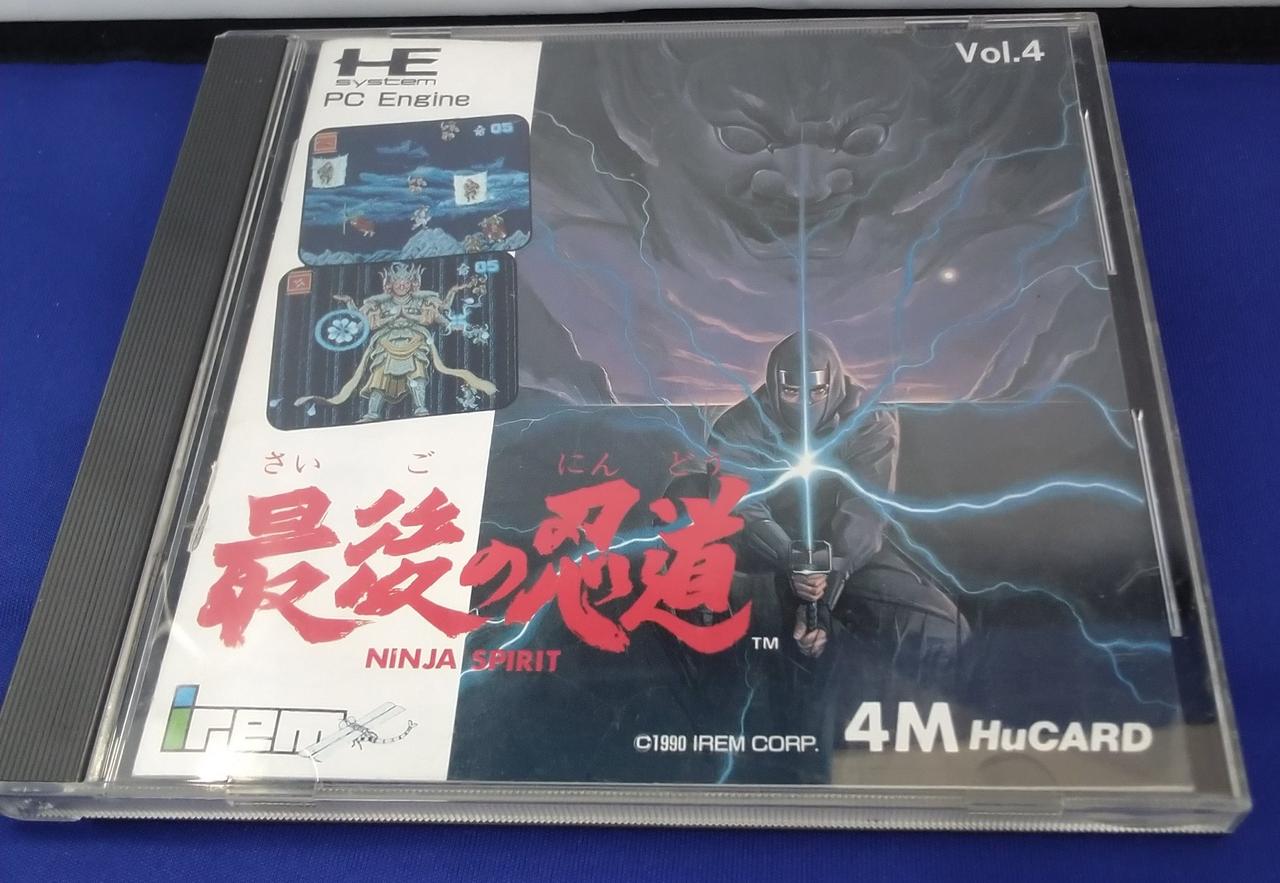 HE
system
PC Engine
Vol.4
05
05
さい ご にん どう
最後の忍道
TM
NINJA SPIRIT
irem
©1990 IREM CORP.
4M HuCARD